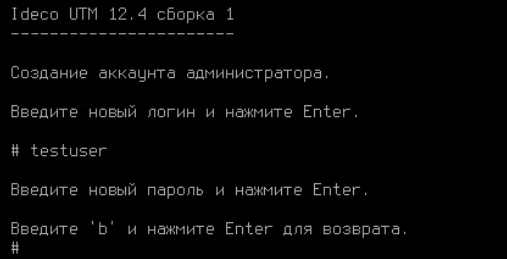 Ideco UTM 12.4 сборка 1
-----------------------
Создание аккаунта администратора.
Введите новый логин и нажмите Enter.
# testuser
Введите новый пароль и нажмите Enter.
Введите 'b' и нажмите Enter для возврата.
#